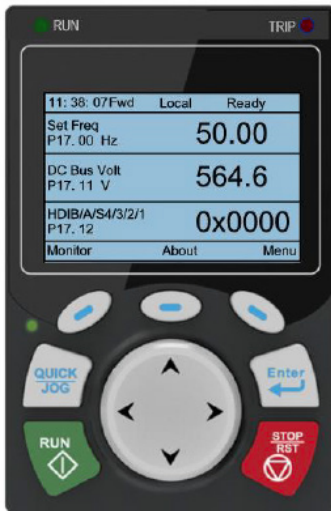 RUN TRIP
11: 38: 07Fwd Local Ready
Set Freq
P17. 00 Hz
50.00
DC Bus Volt
P17. 11 V
564.6
HDIB/A/S4/3/2/1
P17. 12
0x0000
Monitor About Menu
QUICK
JOG
Enter
RUN
STOP
RST